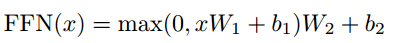 FFN(x) = max(0, xW₁ + b₁)W₂ + b₂